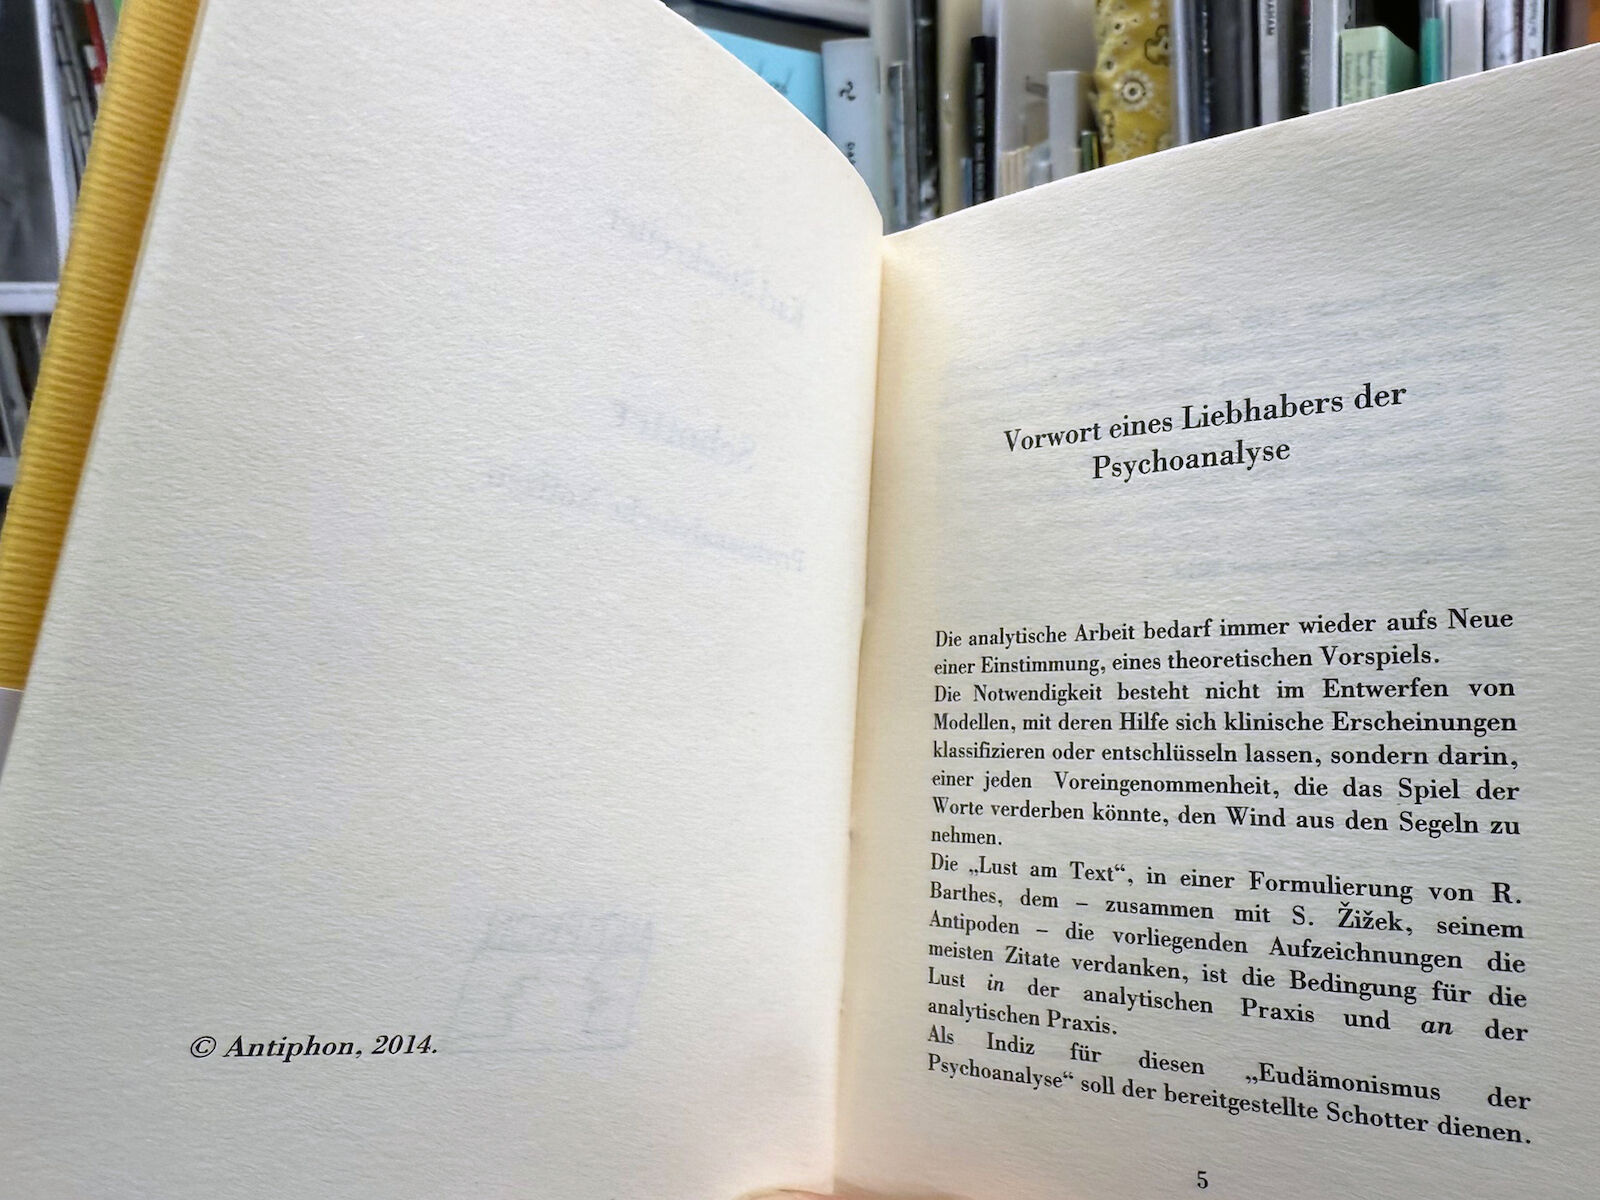 © Antiphon, 2014.
Vorwort eines Liebhabers der
Psychoanalyse
Die analytische Arbeit bedarf immer wieder aufs Neue
einer Einstimmung, eines theoretischen Vorspiels.
Die Notwendigkeit besteht nicht im Entwerfen von
Modellen, mit deren Hilfe sich klinische Erscheinungen
klassifizieren oder entschlüsseln lassen, sondern darin,
einer jeden Voreingenommenheit, die das Spiel der
Worte verderben könnte, den Wind aus den Segeln zu
nehmen.
Die „Lust am Text“, in einer Formulierung von R.
Barthes, dem – zusammen mit S. Žižek, seinem
Antipoden – die vorliegenden Aufzeichnungen die
meisten Zitate verdanken, ist die Bedingung für die
Lust in der analytischen Praxis und an der
analytischen Praxis.
Als Indiz für diesen „Eudämonismus der
Psychoanalyse“ soll der bereitgestellte Schotter dienen.
5